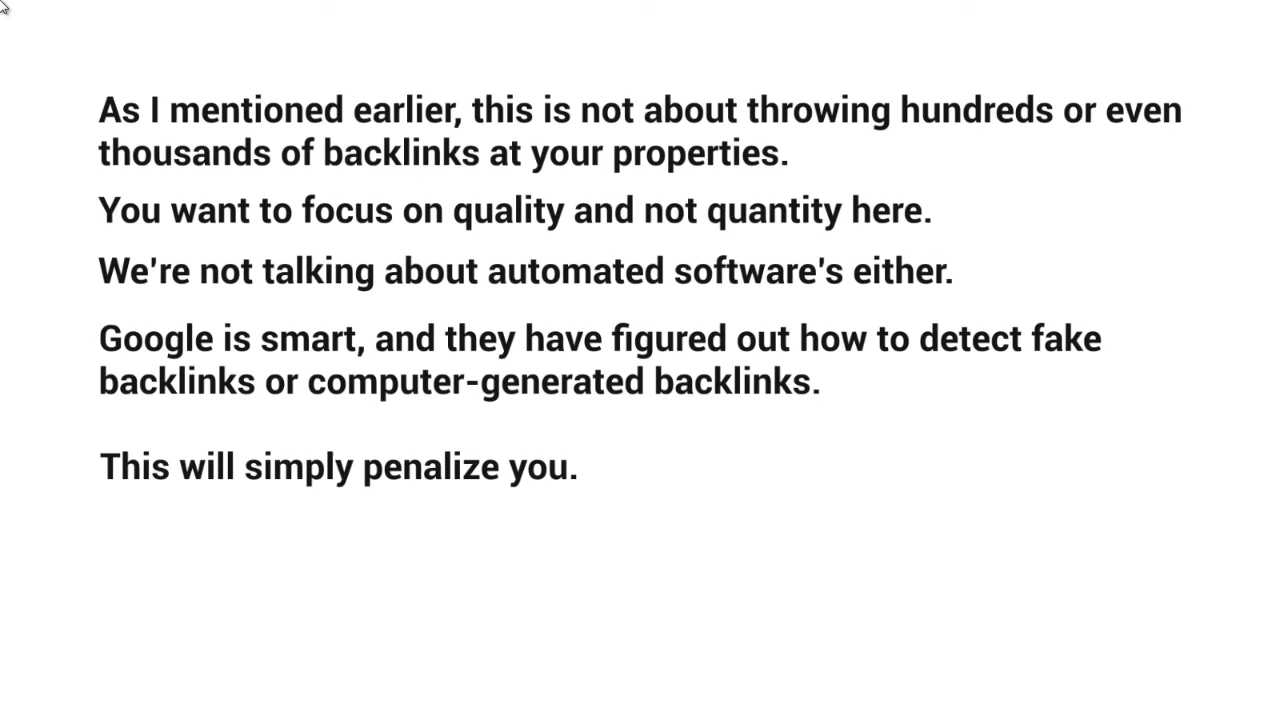 As I mentioned earlier, this is not about throwing hundreds or even
thousands of backlinks at your properties.
You want to focus on quality and not quantity here.
We're not talking about automated software's either.
Google is smart, and they have figured out how to detect fake
backlinks or computer-generated backlinks.
This will simply penalize you.